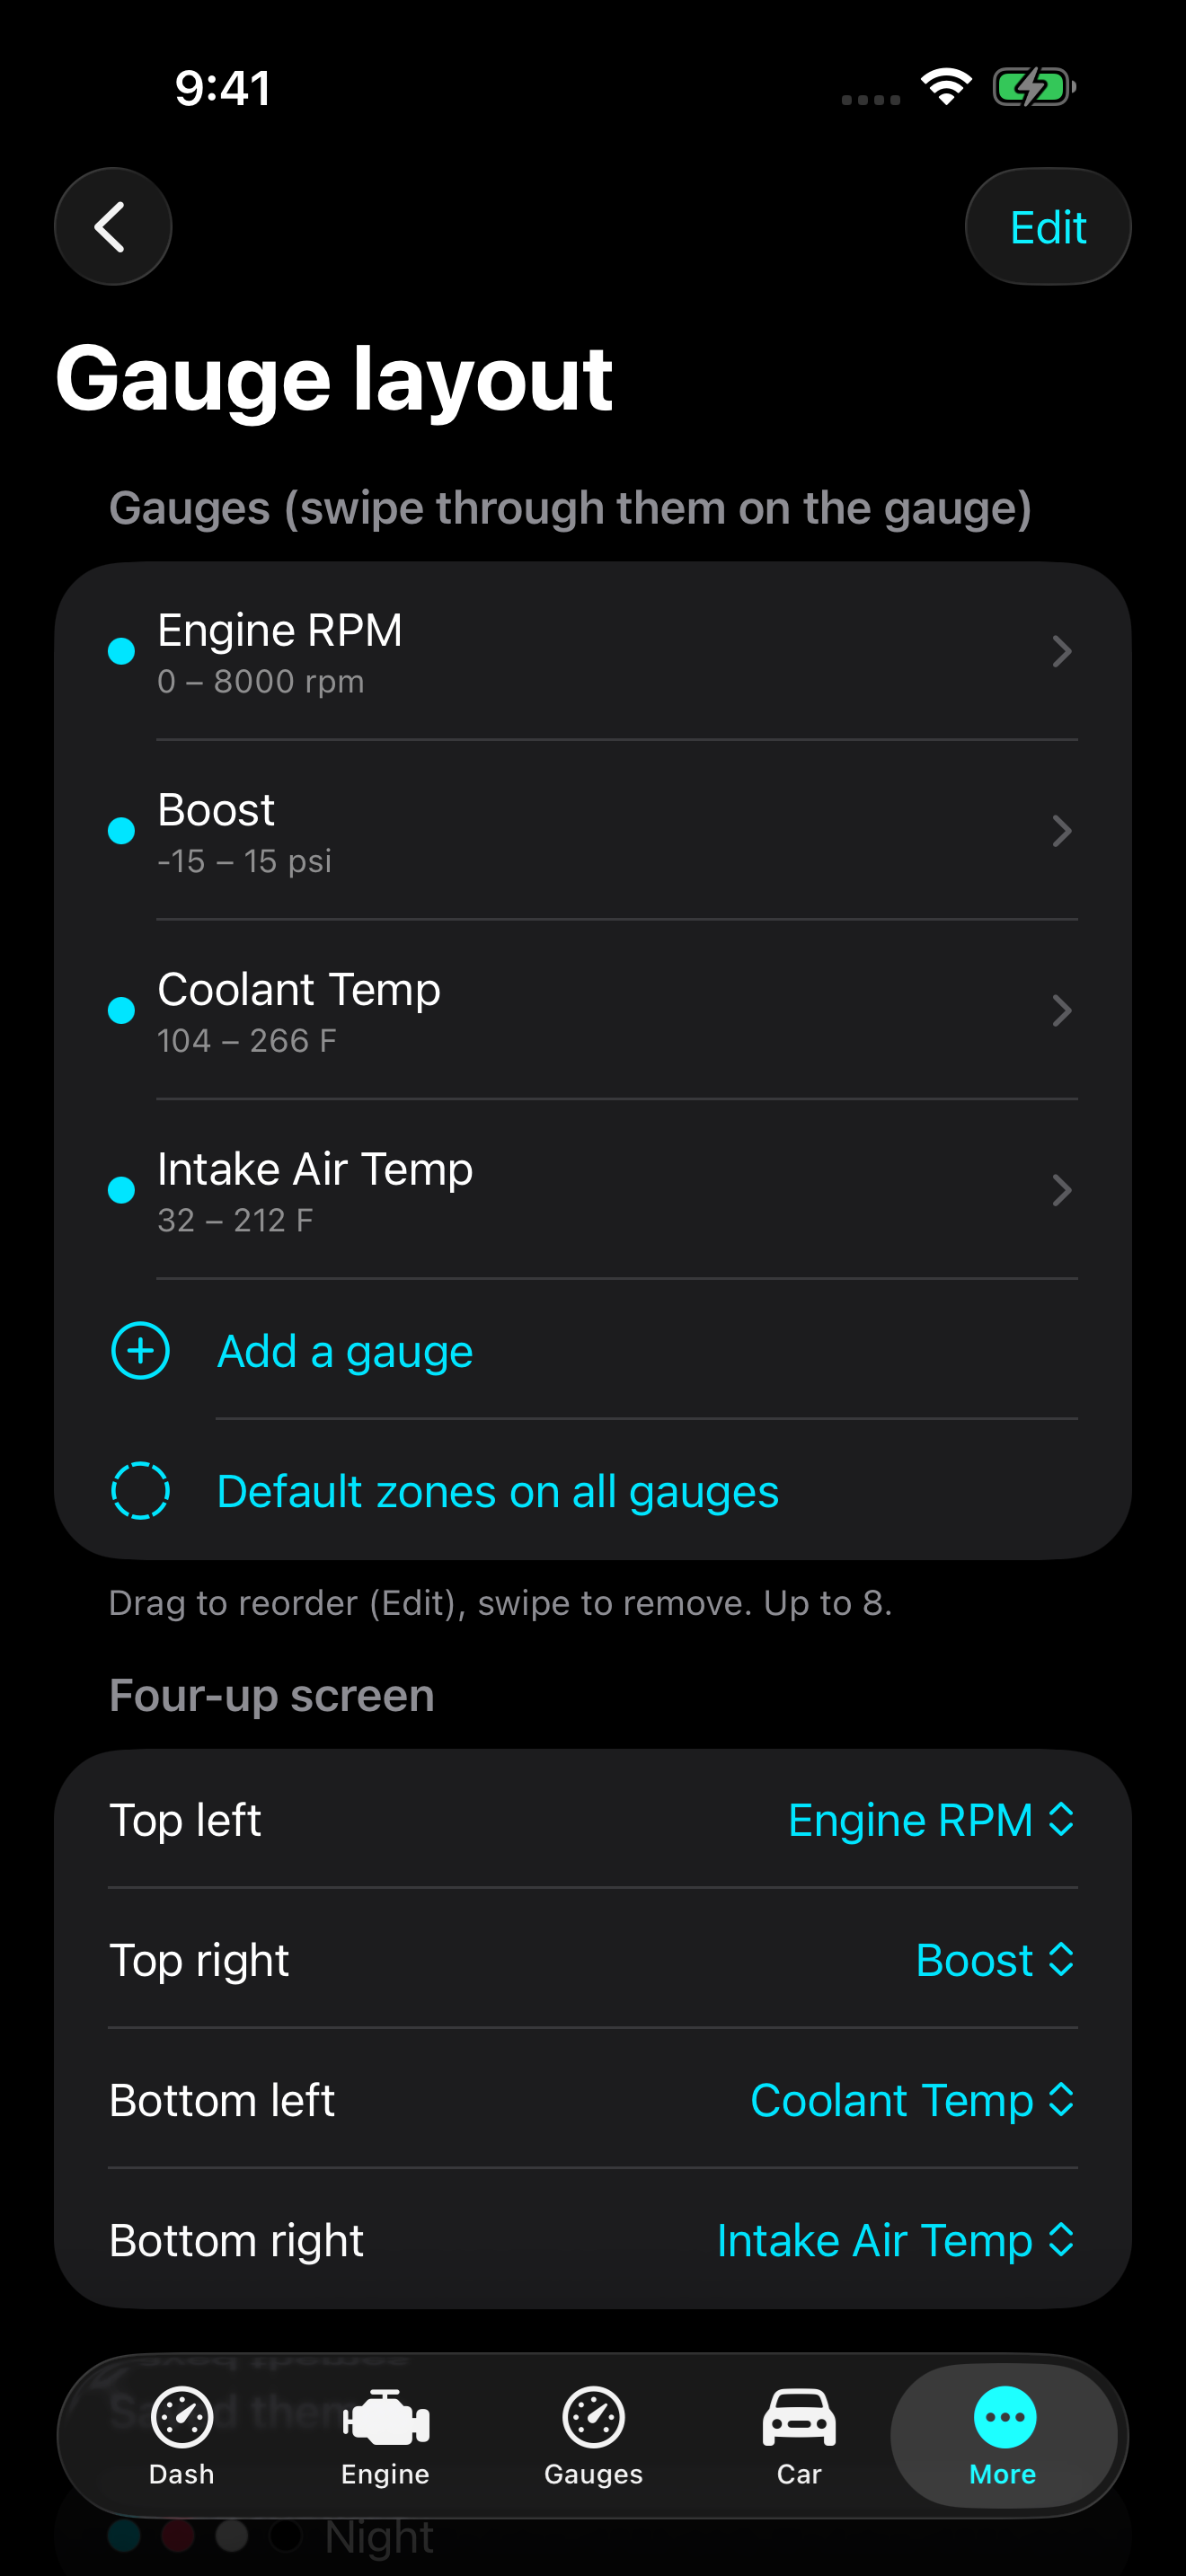 9:41
Edit
Gauge layout
Gauges (swipe through them on the gauge)
Engine RPM
0 – 8000 rpm
Boost
-15 – 15 psi
Coolant Temp
104 – 266 F
Intake Air Temp
32 – 212 F
Add a gauge
Default zones on all gauges
Drag to reorder (Edit), swipe to remove. Up to 8.
Four-up screen
Top left Engine RPM
Top right Boost
Bottom left Coolant Temp
Bottom right Intake Air Temp
Dash Engine Gauges Car More
Night